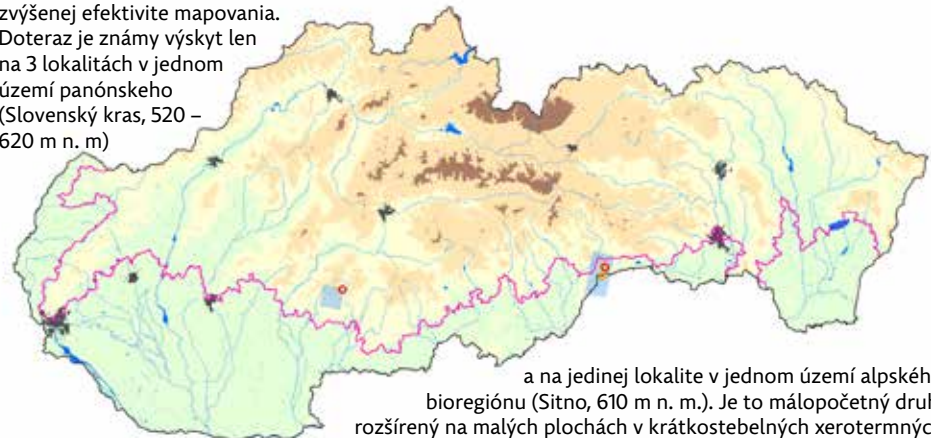 zvýšenej efektivite mapovania.
Doteraz je známy výskyt len
na 3 lokalitách v jednom
území panónskeho
(Slovenský kras, 520 –
620 m n. m)
a na jedinej lokalite v jednom území alpskéh
bioregiónu (Sitno, 610 m n. m.). Je to málopočetný druh
rozšírený na malých plochách v krátkostebelných xerotermnýc